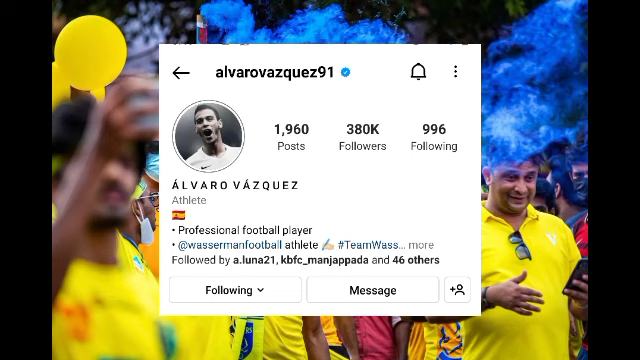 alvarovazquez91
1,960 380K 996
Posts Followers Following
ÁLVARO VÁZQUEZ
Athlete
• Professional football player
• @wassermanfootball athlete ✍🏻 #TeamWass... more
Followed by a.luna21, kbfc_manjappada and 46 others
Following Message